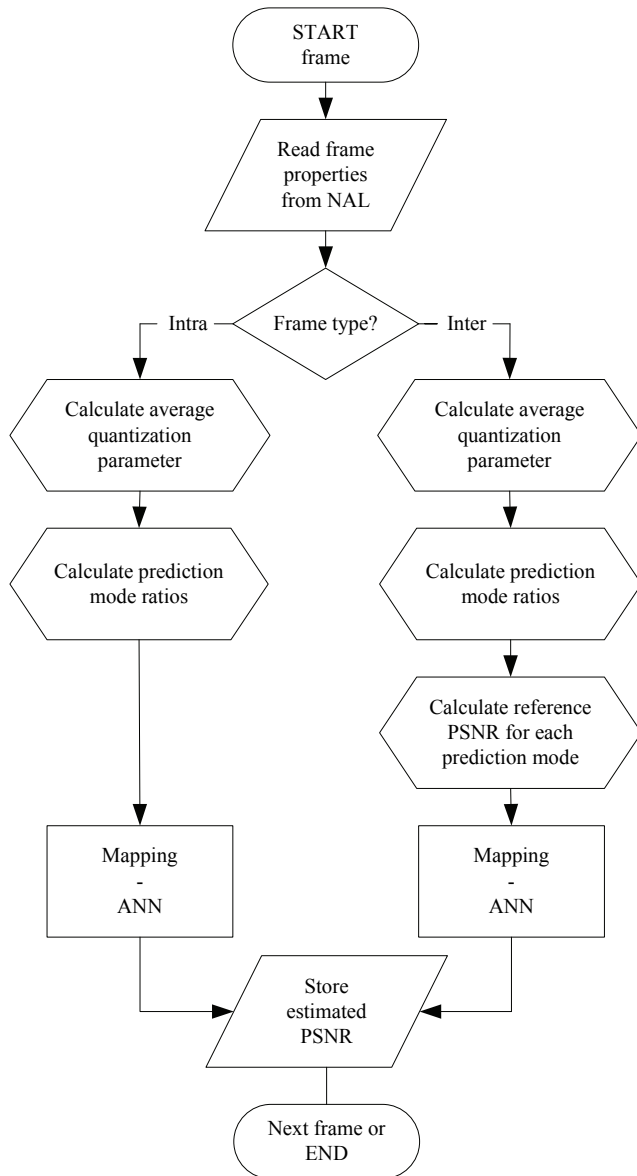 START
frame
Read frame
properties
from NAL
Frame type?
Intra
Inter
Calculate average
quantization
parameter
Calculate average
quantization
parameter
Calculate prediction
mode ratios
Calculate prediction
mode ratios
Calculate reference
PSNR for each
prediction mode
Mapping
-
ANN
Mapping
-
ANN
Store
estimated
PSNR
Next frame or
END